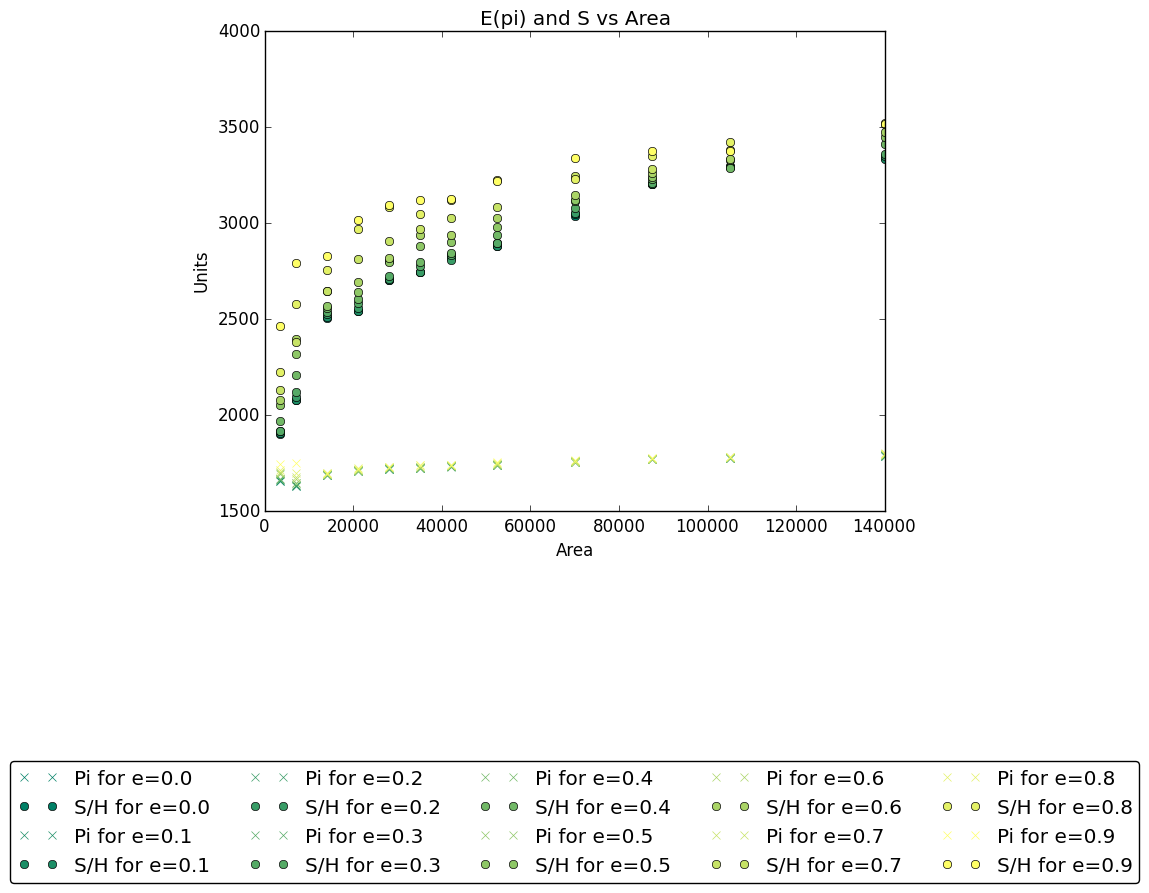 E(pi) and S vs Area
4000
3500
3000
2500
2000
1500
Units
0 20000 40000 60000 80000 100000 120000 140000
Area
Pi for e=0.0 Pi for e=0.2 Pi for e=0.4 Pi for e=0.6 Pi for e=0.8
S/H for e=0.0 S/H for e=0.2 S/H for e=0.4 S/H for e=0.6 S/H for e=0.8
Pi for e=0.1 Pi for e=0.3 Pi for e=0.5 Pi for e=0.7 Pi for e=0.9
S/H for e=0.1 S/H for e=0.3 S/H for e=0.5 S/H for e=0.7 S/H for e=0.9